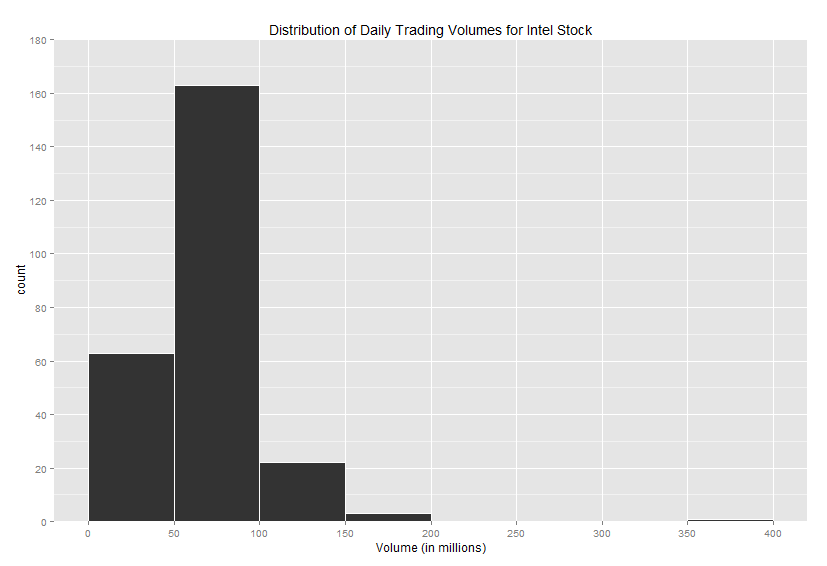 Distribution of Daily Trading Volumes for Intel Stock
180
160
140
120
100
80
60
40
20
0
count
0 50 100 150 200 250 300 350 400
Volume (in millions)